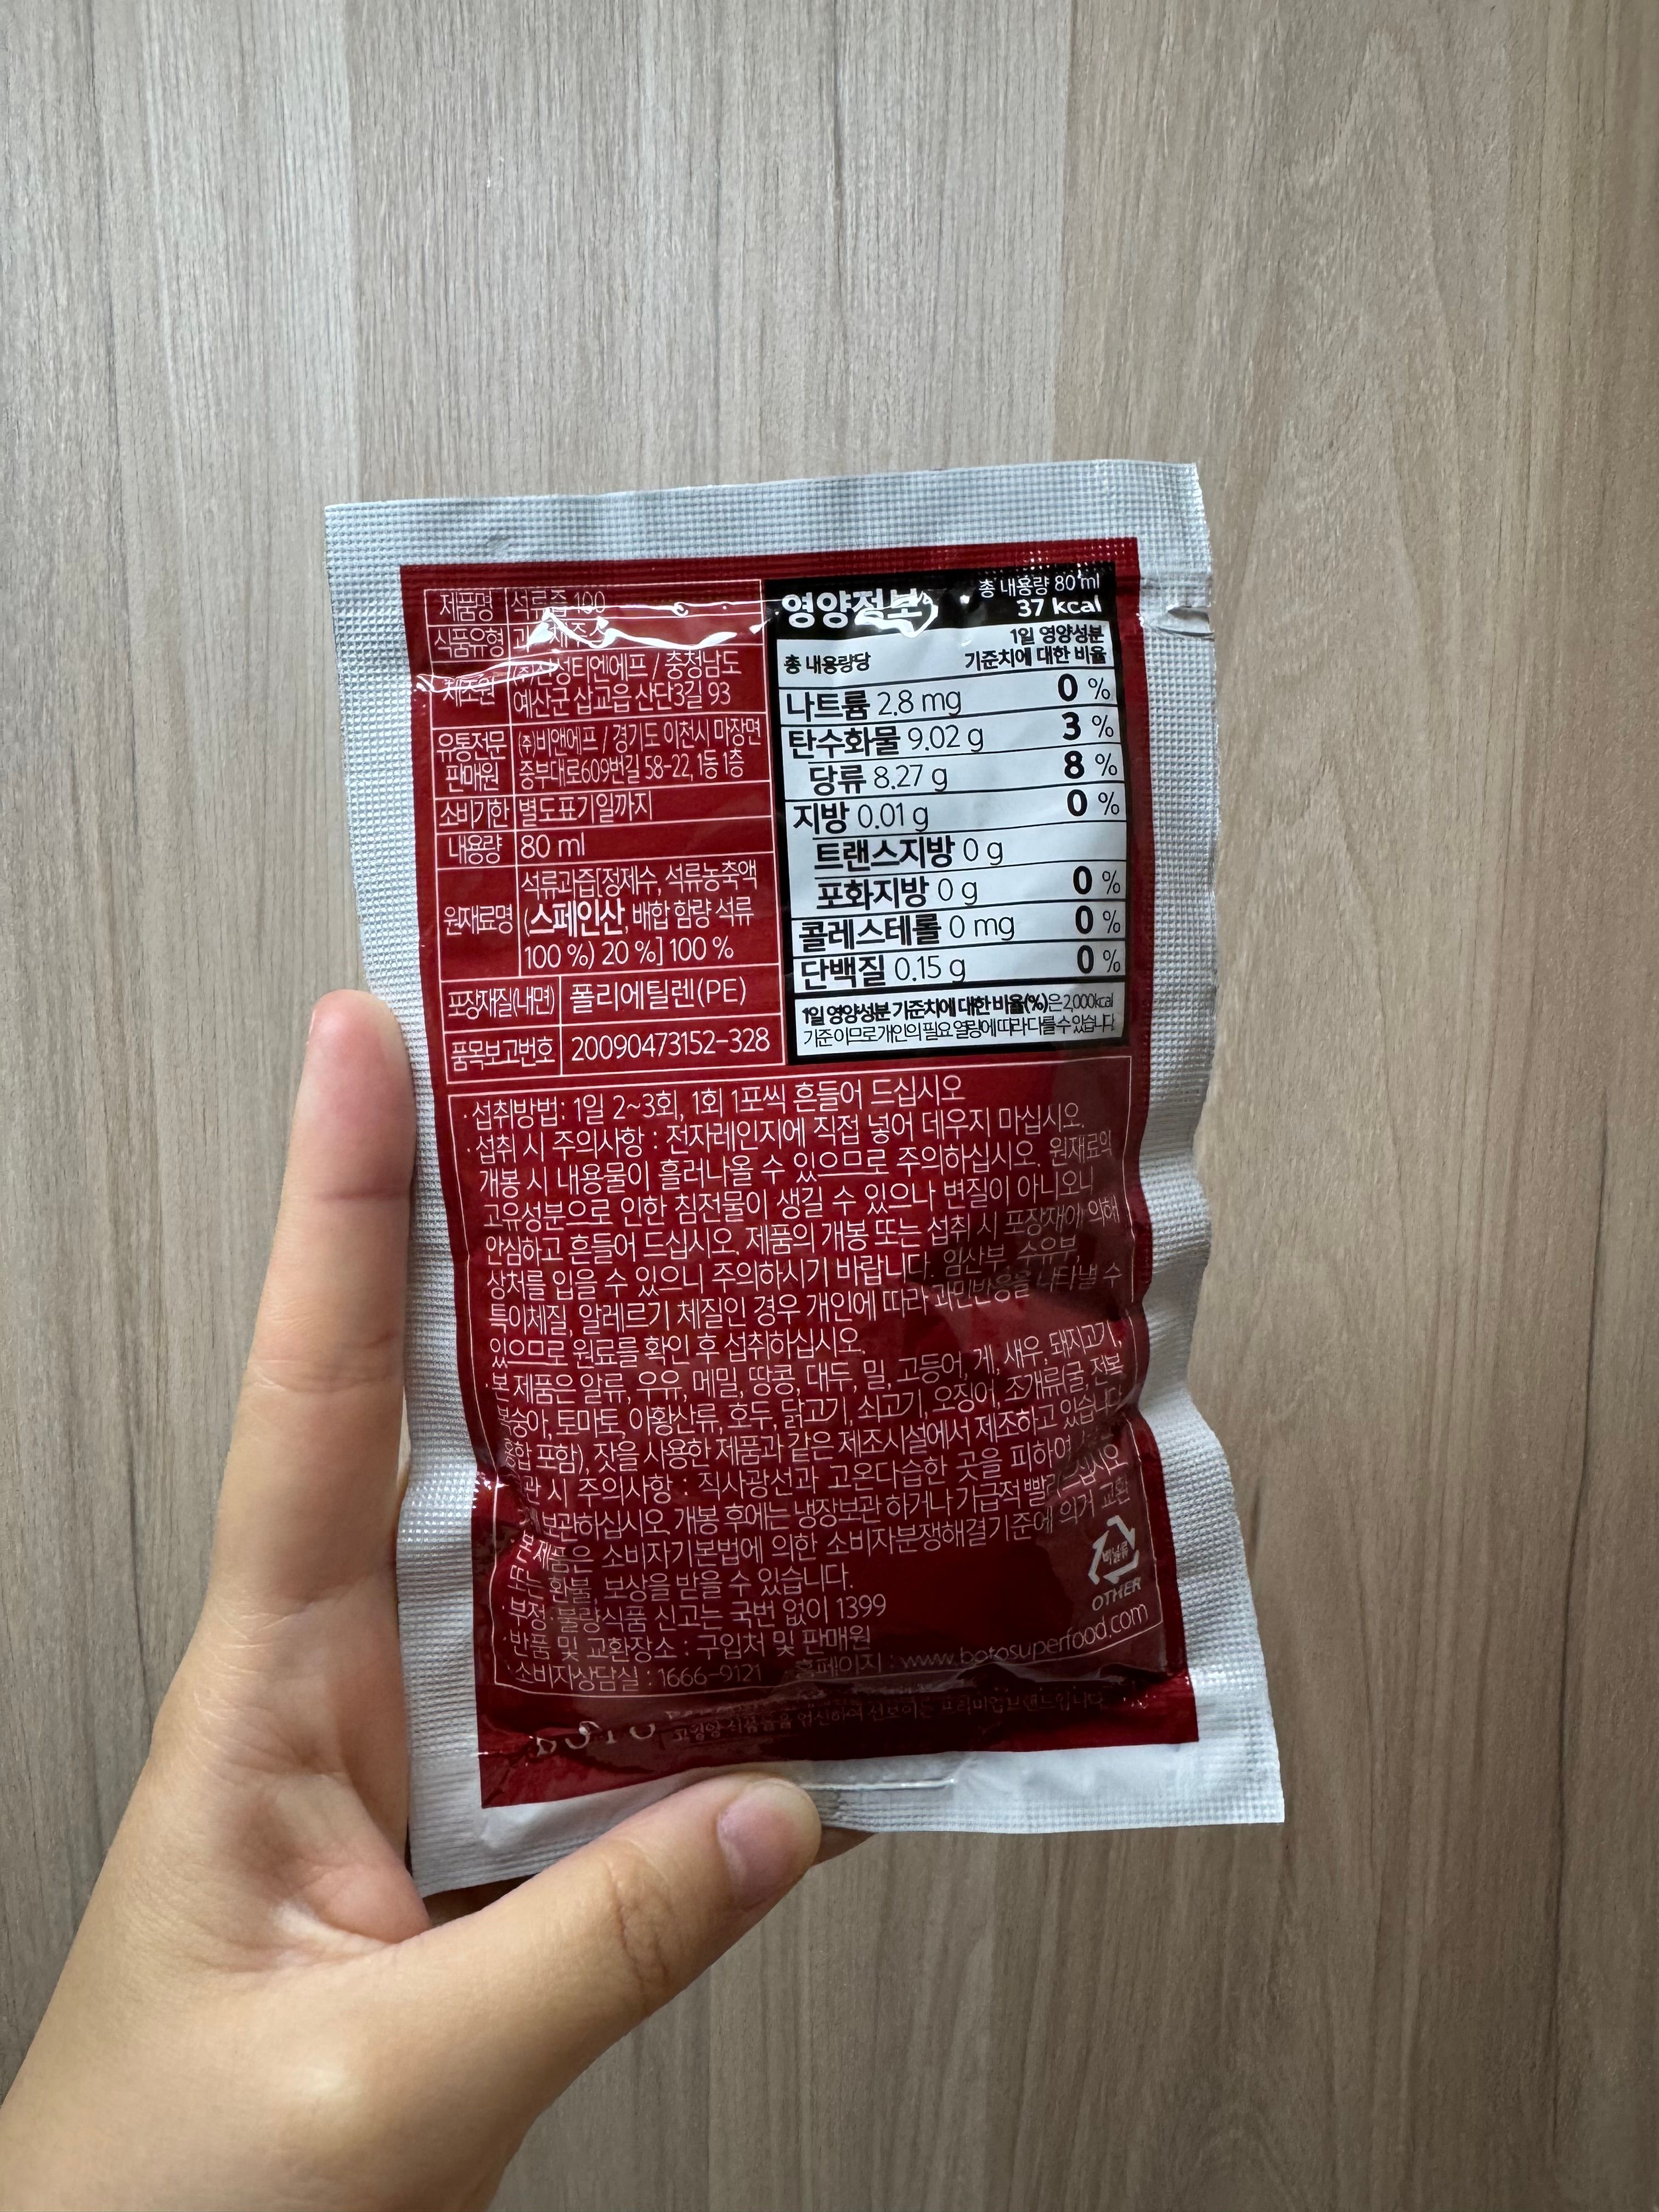 제품명 석류즙 100
식품유형
제조원 성티엔에프 / 충청남도
예산군 삽교읍 산단3길 93
유통전문
판매원
(주)비앤에프 / 경기도 이천시 마장면
중부대로609번길 58-22, 1동 1층
소비기한 별도표기일까지
내용량 80 ml
원재료명
석류과즙[정제수, 석류농축액
(스페인산, 배합 함량 석류
100 %) 20 %] 100 %
포장재질(내면) 폴리에틸렌(PE)
품목보고번호 20090473152-328
영양정보
총 내용량 80 ml
37 kcal
총 내용량당
1일 영양성분
기준치에 대한 비율
나트륨 2.8 mg 0 %
탄수화물 9.02 g 3 %
당류 8.27 g 8 %
지방 0.01 g 0 %
트랜스지방 0 g
포화지방 0 g 0 %
콜레스테롤 0 mg 0 %
단백질 0.15 g 0 %
1일 영양성분 기준치에 대한 비율(%)은 2,000kcal
기준이므로 개인의 필요 열량에 따라 다를 수 있습니다
·섭취방법: 1일 2~3회, 1회 1포씩 흔들어 드십시오
·섭취 시 주의사항 : 전자레인지에 직접 넣어 데우지 마십시오.
개봉 시 내용물이 흘러나올 수 있으므로 주의하십시오. 원재료의
고유성분으로 인한 침전물이 생길 수 있으나 변질이 아니오니
안심하고 흔들어 드십시오. 제품의 개봉 또는 섭취 시 포장재에 의해
상처를 입을 수 있으니 주의하시기 바랍니다. 임산부, 수유부,
특이체질, 알레르기 체질인 경우 개인에 따라 과민반응을 나타낼 수
있으므로 원료를 확인 후 섭취하십시오.
·본 제품은 알류, 우유, 메밀, 땅콩, 대두, 밀, 고등어, 게, 새우, 돼지고기,
복숭아, 토마토, 아황산류, 호두, 닭고기, 쇠고기, 오징어, 조개류(굴, 전복,
홍합 포함), 잣을 사용한 제품과 같은 제조시설에서 제조하고 있습니다.
시 주의사항 : 직사광선과 고온다습한 곳을 피하여
보관하십시오. 개봉 후에는 냉장보관 하거나 가급적 빨리 드십시오
본 제품은 소비자기본법에 의한 소비자분쟁해결기준에 의거 교환
또는 환불 보상을 받을 수 있습니다.
·부정·불량식품 신고는 국번 없이 1399
·반품 및 교환장소 : 구입처 및 판매원
·소비자상담실 : 1666-9121 홈페이지 : www.botosuperfood.com
OTHER